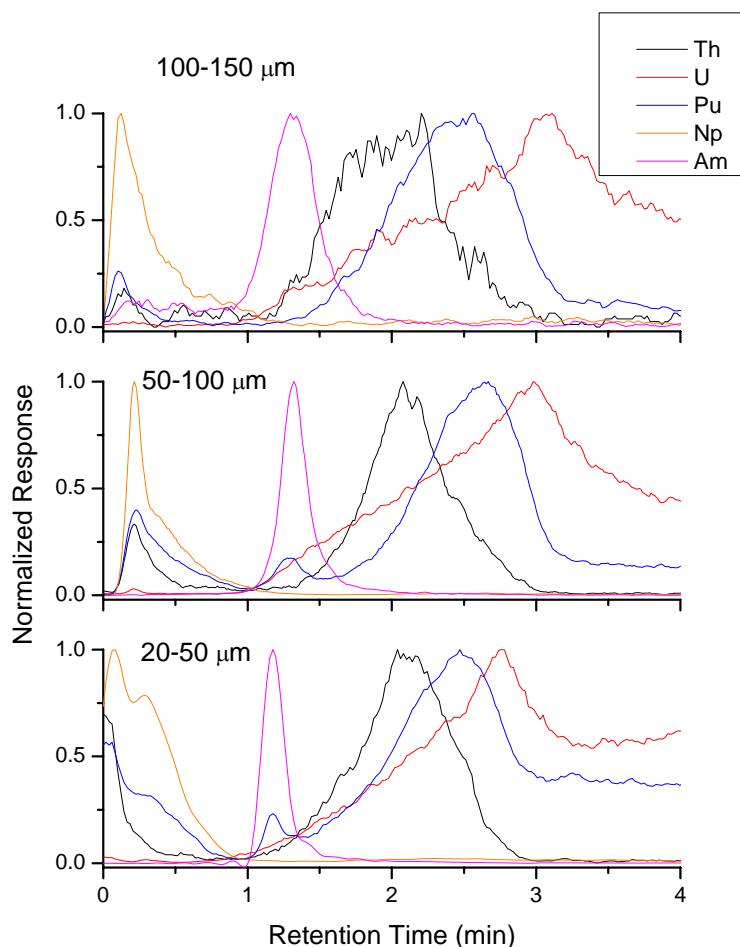 100-150 μm
Th
U
Pu
Np
Am
1.0
0.5
0.0
50-100 μm
1.0
0.5
0.0
20-50 μm
1.0
0.5
0.0
Normalized Response
0
1
2
3
4
Retention Time (min)